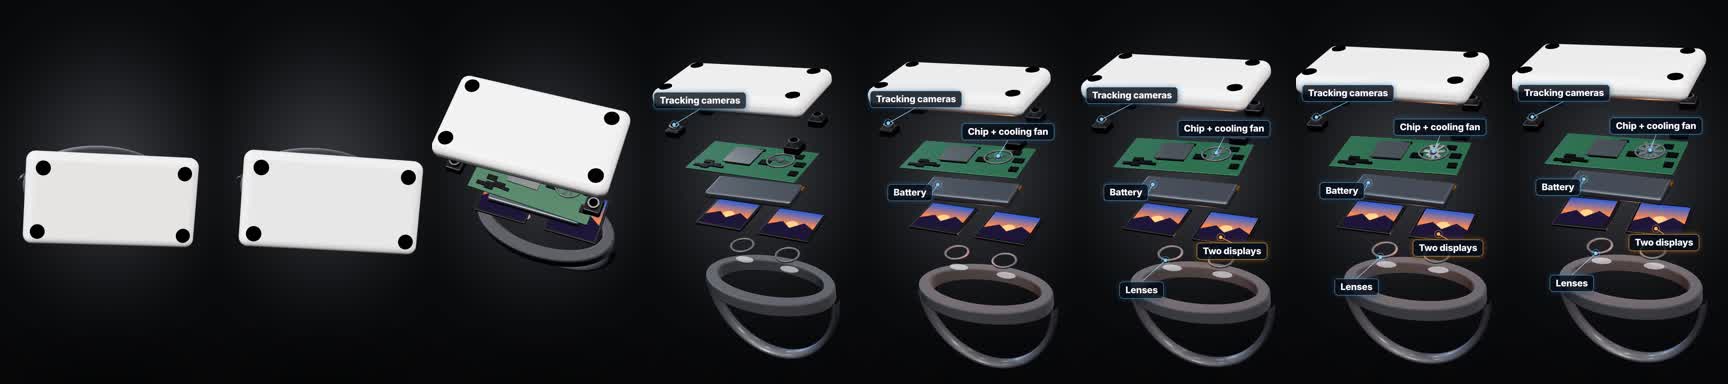 Tracking cameras
Tracking cameras
Chip + cooling fan
Battery
Tracking cameras
Chip + cooling fan
Battery
Two displays
Lenses
Tracking cameras
Chip + cooling fan
Battery
Two displays
Lenses
Tracking cameras
Chip + cooling fan
Battery
Two displays
Lenses